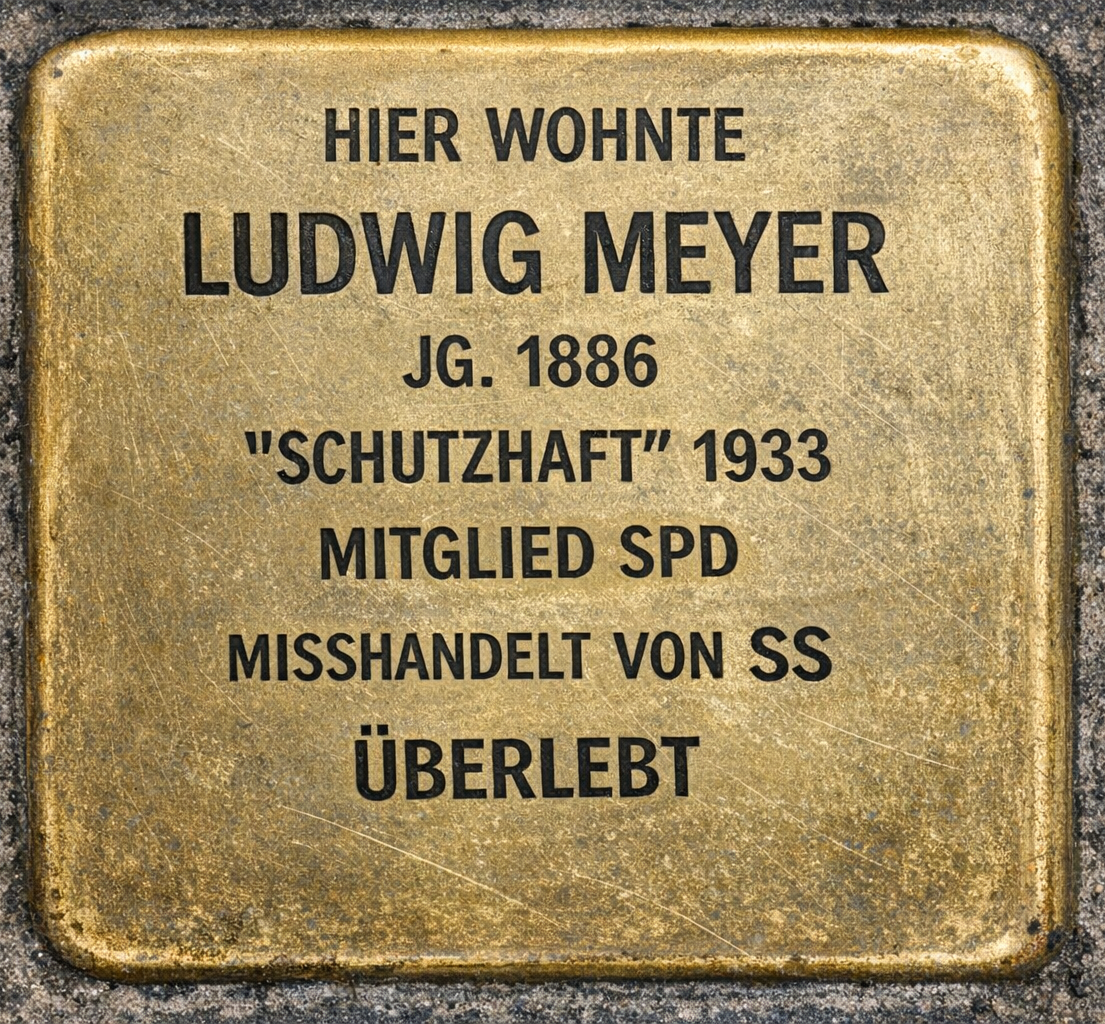 HIER WOHNTE
LUDWIG MEYER
JG. 1886
"SCHUTZHAFT" 1933
MITGLIED SPD
MISSHANDELT VON SS
ÜBERLEBT